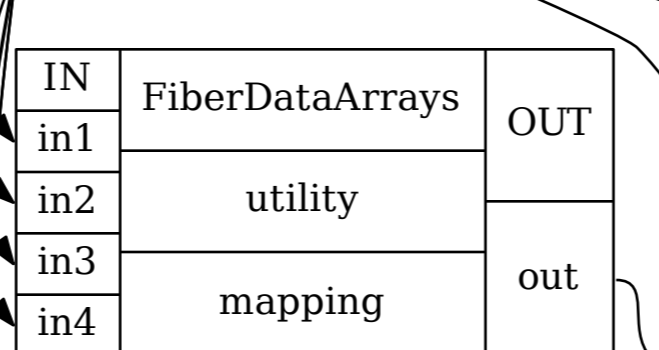 IN
in1
in2
in3
in4
FiberDataArrays
utility
mapping
OUT
out